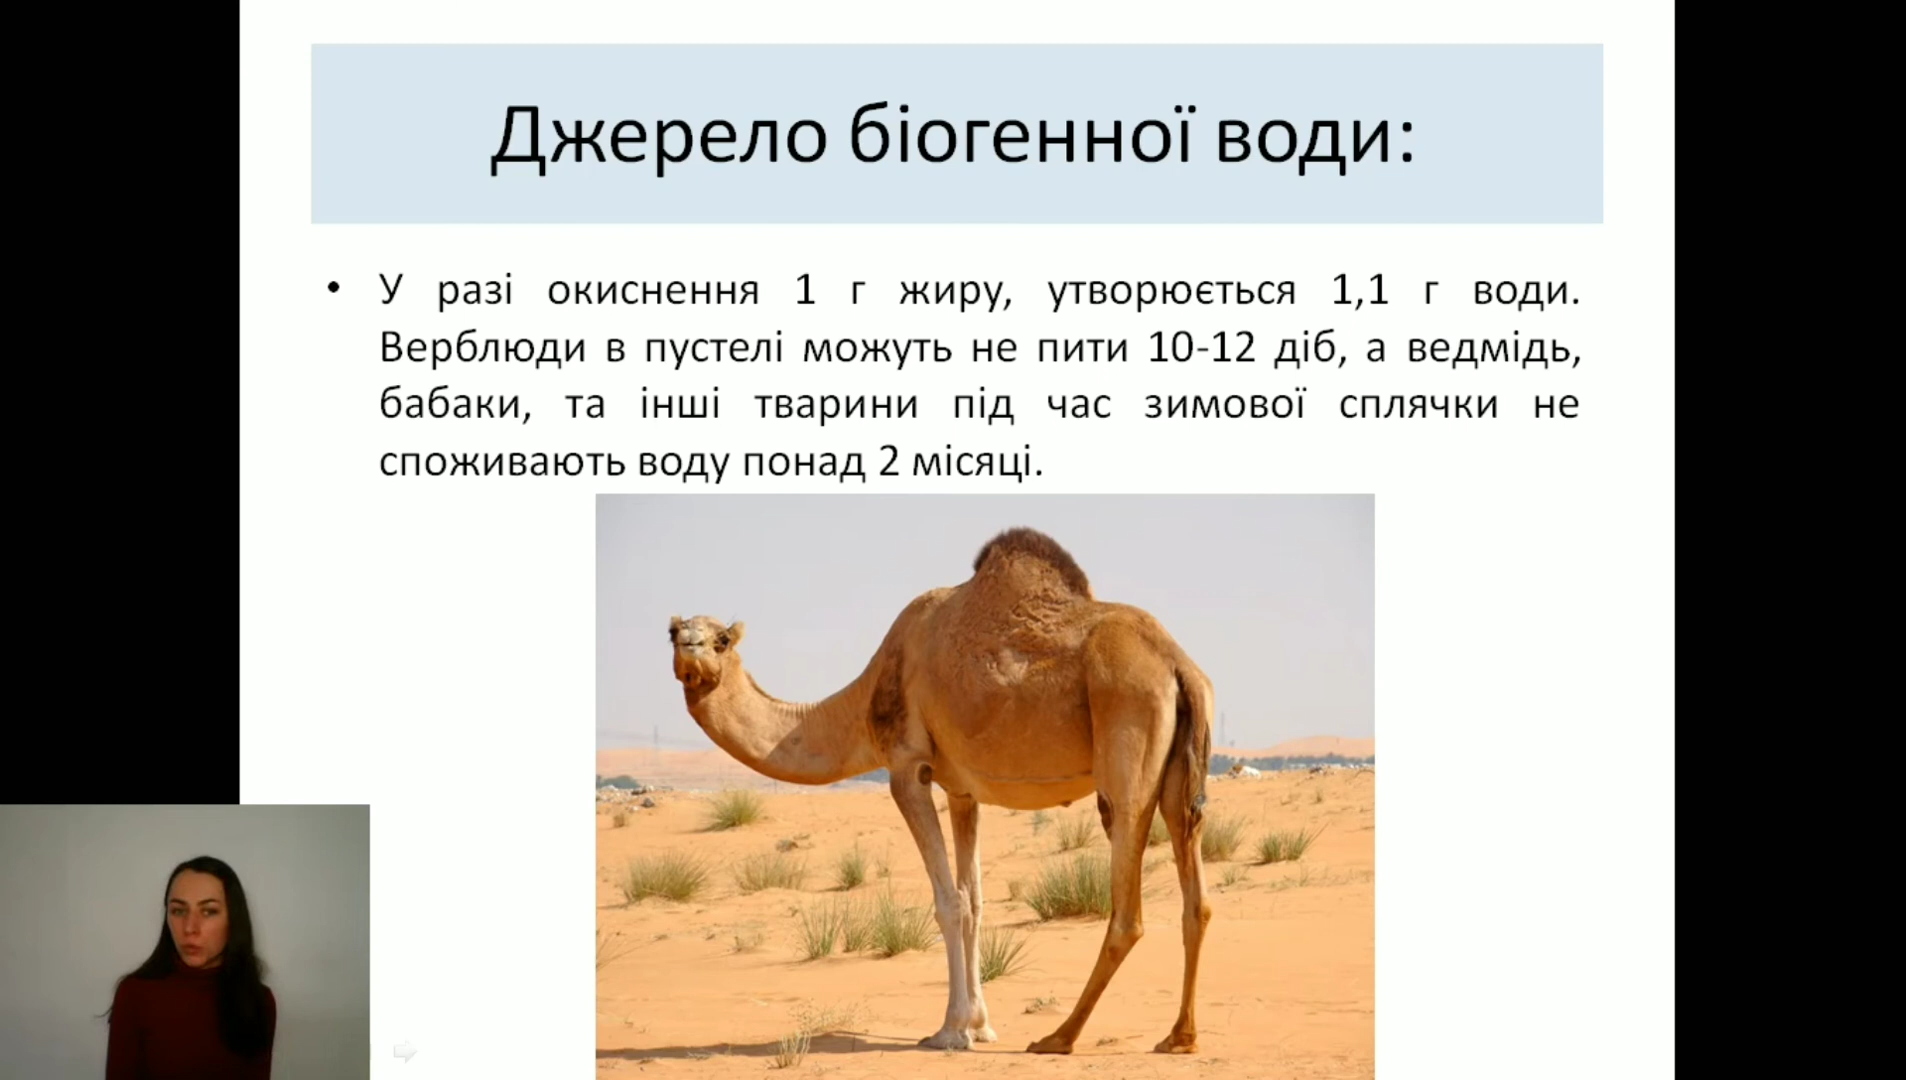 Джерело біогенної води:
• У разі окиснення 1 г жиру, утворюється 1,1 г води.
Верблюди в пустелі можуть не пити 10-12 діб, а ведмідь,
бабаки, та інші тварини під час зимової сплячки не
споживають воду понад 2 місяці.